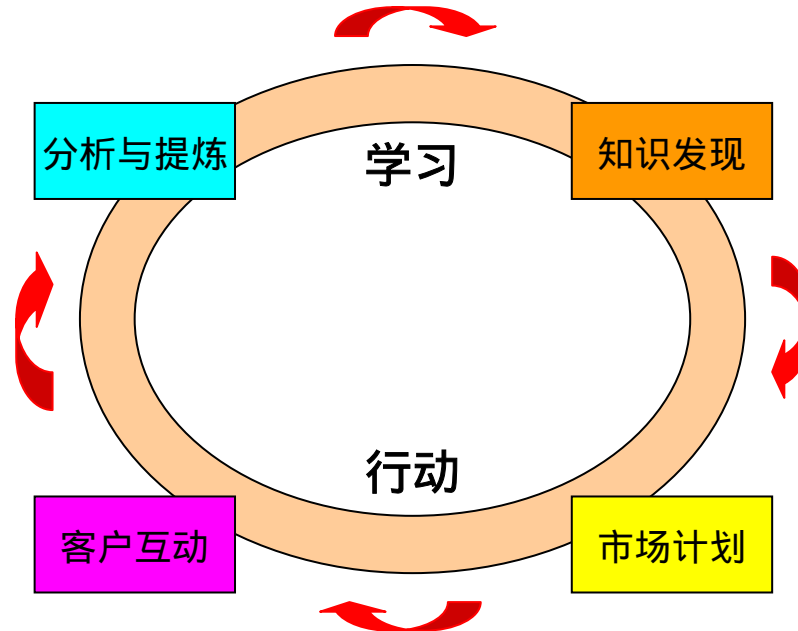 分析与提炼
学习
知识发现
行动
客户互动
市场计划